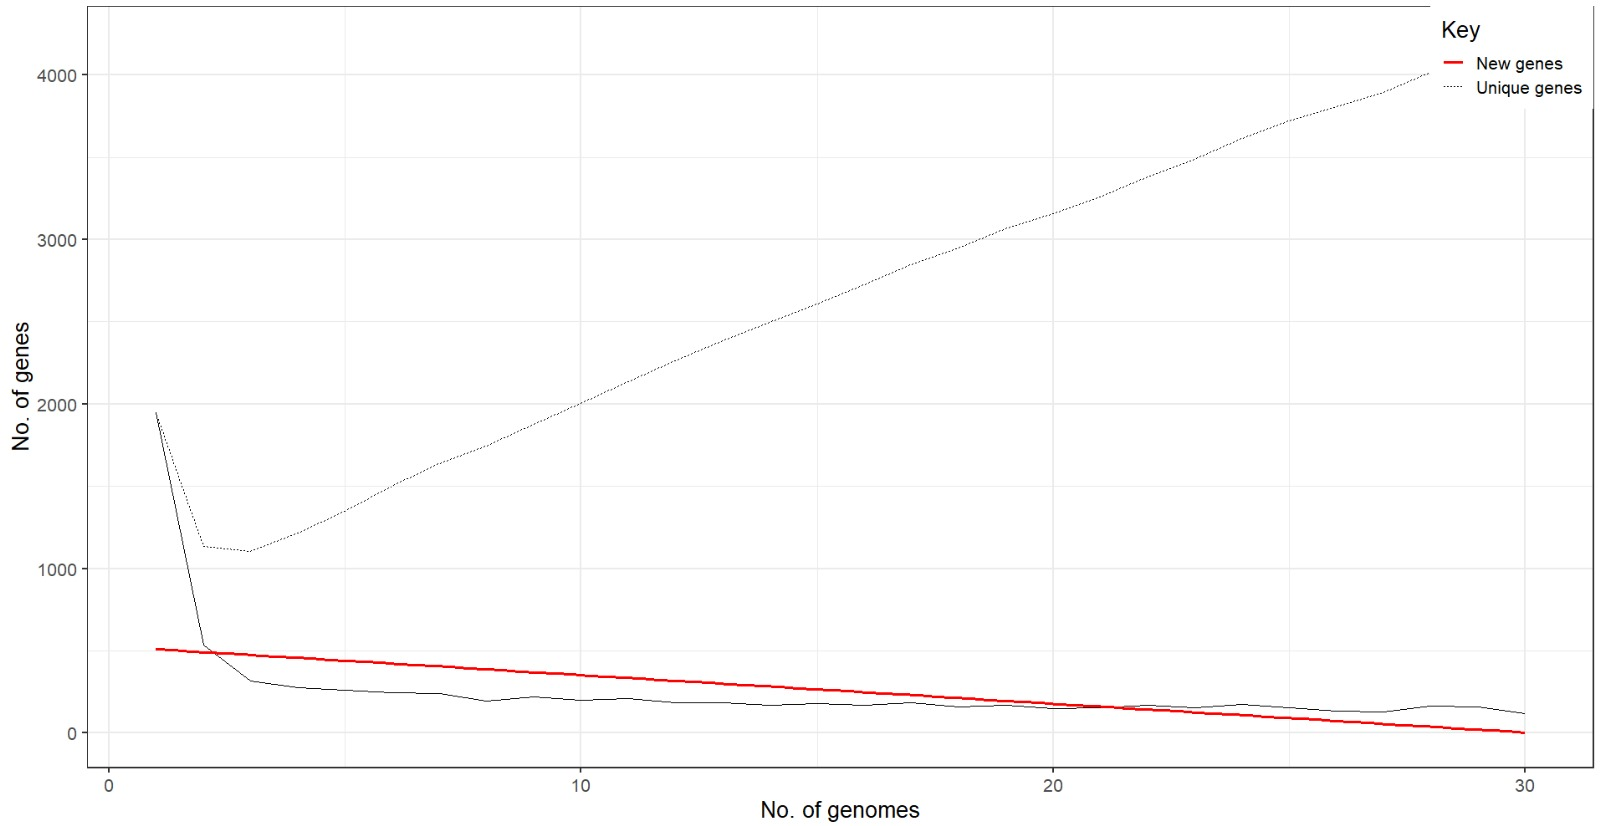 Key
New genes
Unique genes
No. of genes
4000
3000
2000
1000
0
0 10 20 30
No. of genomes